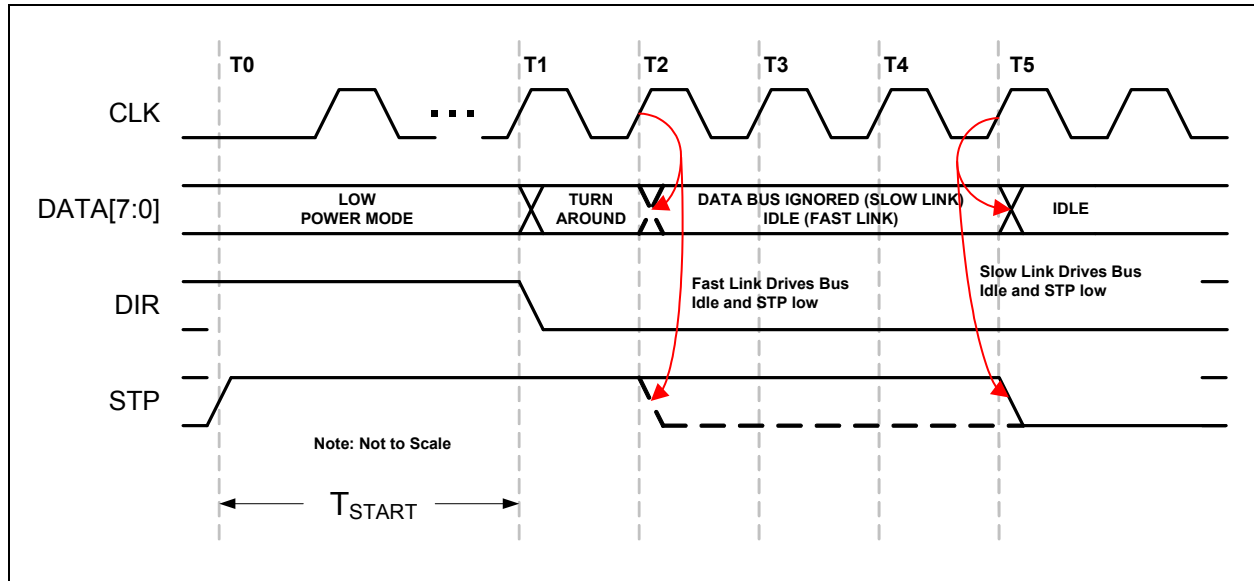 T0 T1 T2 T3 T4 T5
CLK
DATA[7:0]
LOW
POWER MODE
TURN
AROUND
DATA BUS IGNORED (SLOW LINK)
IDLE (FAST LINK)
IDLE
DIR
Fast Link Drives Bus
Idle and STP low
Slow Link Drives Bus
Idle and STP low
STP
Note: Not to Scale
TSTART